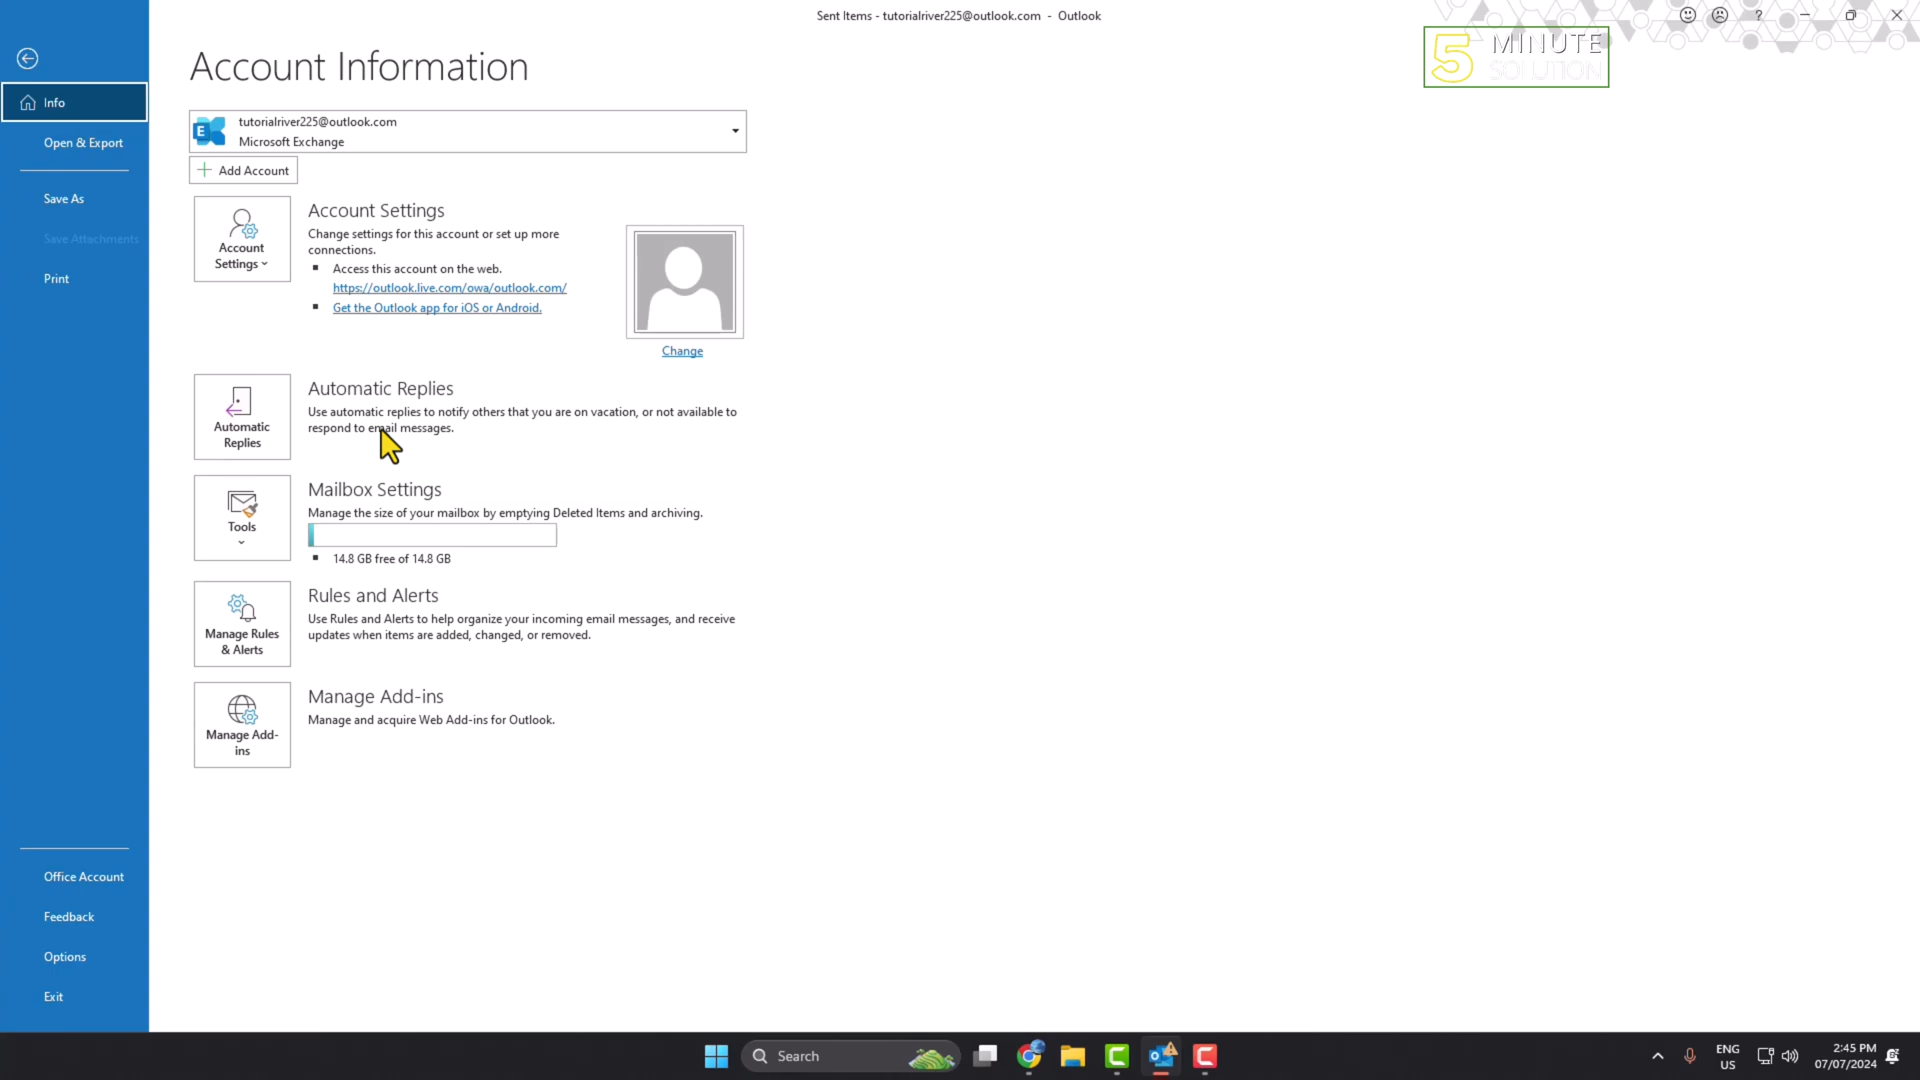 Sent Items - tutorialriver225@outlook.com - Outlook
?
5 MINUTE
SOLUTION
Account Information
Info
Open & Export
Save As
Save Attachments
Print
tutorialriver225@outlook.com
Microsoft Exchange
Add Account
Account
Settings
Account Settings
Change settings for this account or set up more
connections.
Access this account on the web.
https://outlook.live.com/owa/outlook.com/
Get the Outlook app for iOS or Android.
Change
Automatic
Replies
Automatic Replies
Use automatic replies to notify others that you are on vacation, or not available to
respond to email messages.
Tools
Mailbox Settings
Manage the size of your mailbox by emptying Deleted Items and archiving.
14.8 GB free of 14.8 GB
Manage Rules
& Alerts
Rules and Alerts
Use Rules and Alerts to help organize your incoming email messages, and receive
updates when items are added, changed, or removed.
Manage Add-
ins
Manage Add-ins
Manage and acquire Web Add-ins for Outlook.
Office Account
Feedback
Options
Exit
Search
ENG
US
2:45 PM
07/07/2024